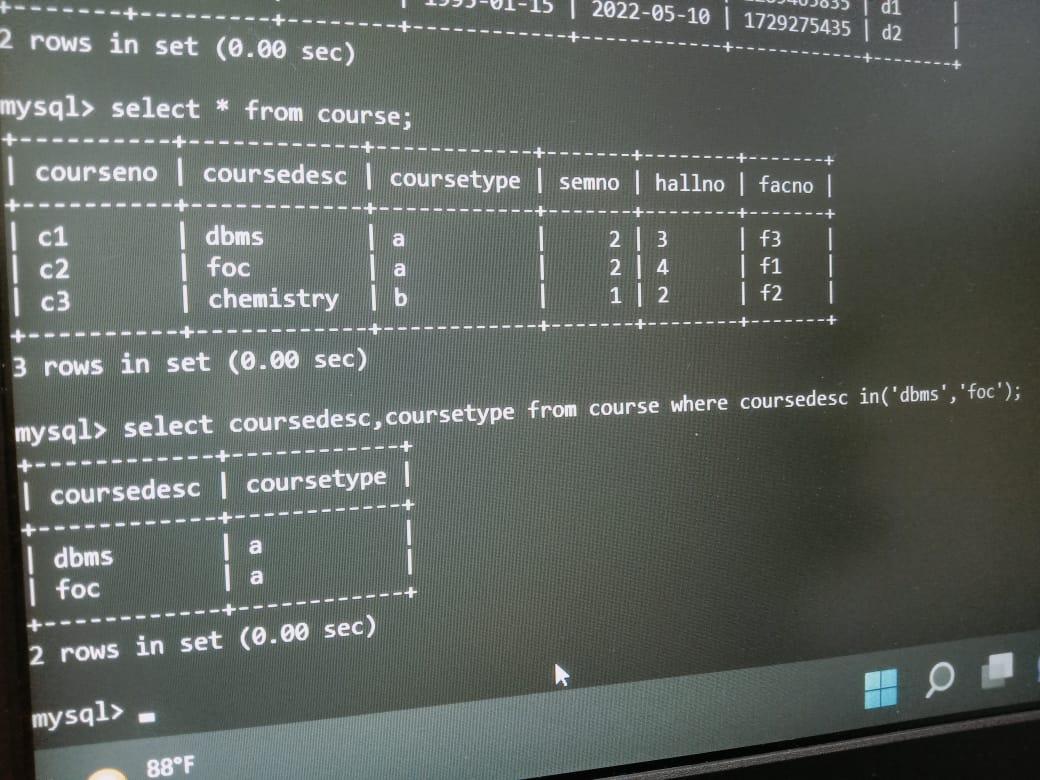 | 1995-01-15 | 2022-05-10 | 1729275435 | d2 |
+----------+----------+----------+-------+
2 rows in set (0.00 sec)
mysql> select * from course;
+----------+------------+------------+-------+--------+-------+
| courseno | coursedesc | coursetype | semno | hallno | facno |
+----------+------------+------------+-------+--------+-------+
| c1 | dbms | a | 2 | 3 | f3 |
| c2 | foc | a | 2 | 4 | f1 |
| c3 | chemistry | b | 1 | 2 | f2 |
+----------+------------+------------+-------+--------+-------+
3 rows in set (0.00 sec)
mysql> select coursedesc,coursetype from course where coursedesc in('dbms','foc');
+------------+------------+
| coursedesc | coursetype |
+------------+------------+
| dbms | a |
| foc | a |
+------------+------------+
2 rows in set (0.00 sec)
mysql>
88°F